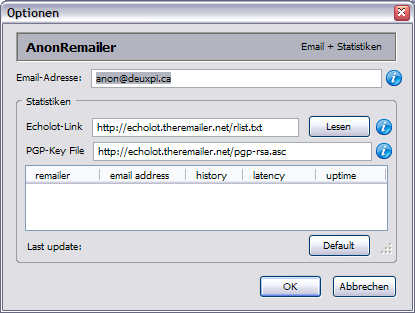 Optionen
AnonRemailer Email + Statistiken
Email-Adresse: anon@deuxpi.ca
Statistiken
Echolot-Link http://echolot.theremailer.net/rlist.txt Lesen
PGP-Key File http://echolot.theremailer.net/pgp-rsa.asc
remailer email address history latency uptime
Last update: Default
OK Abbrechen